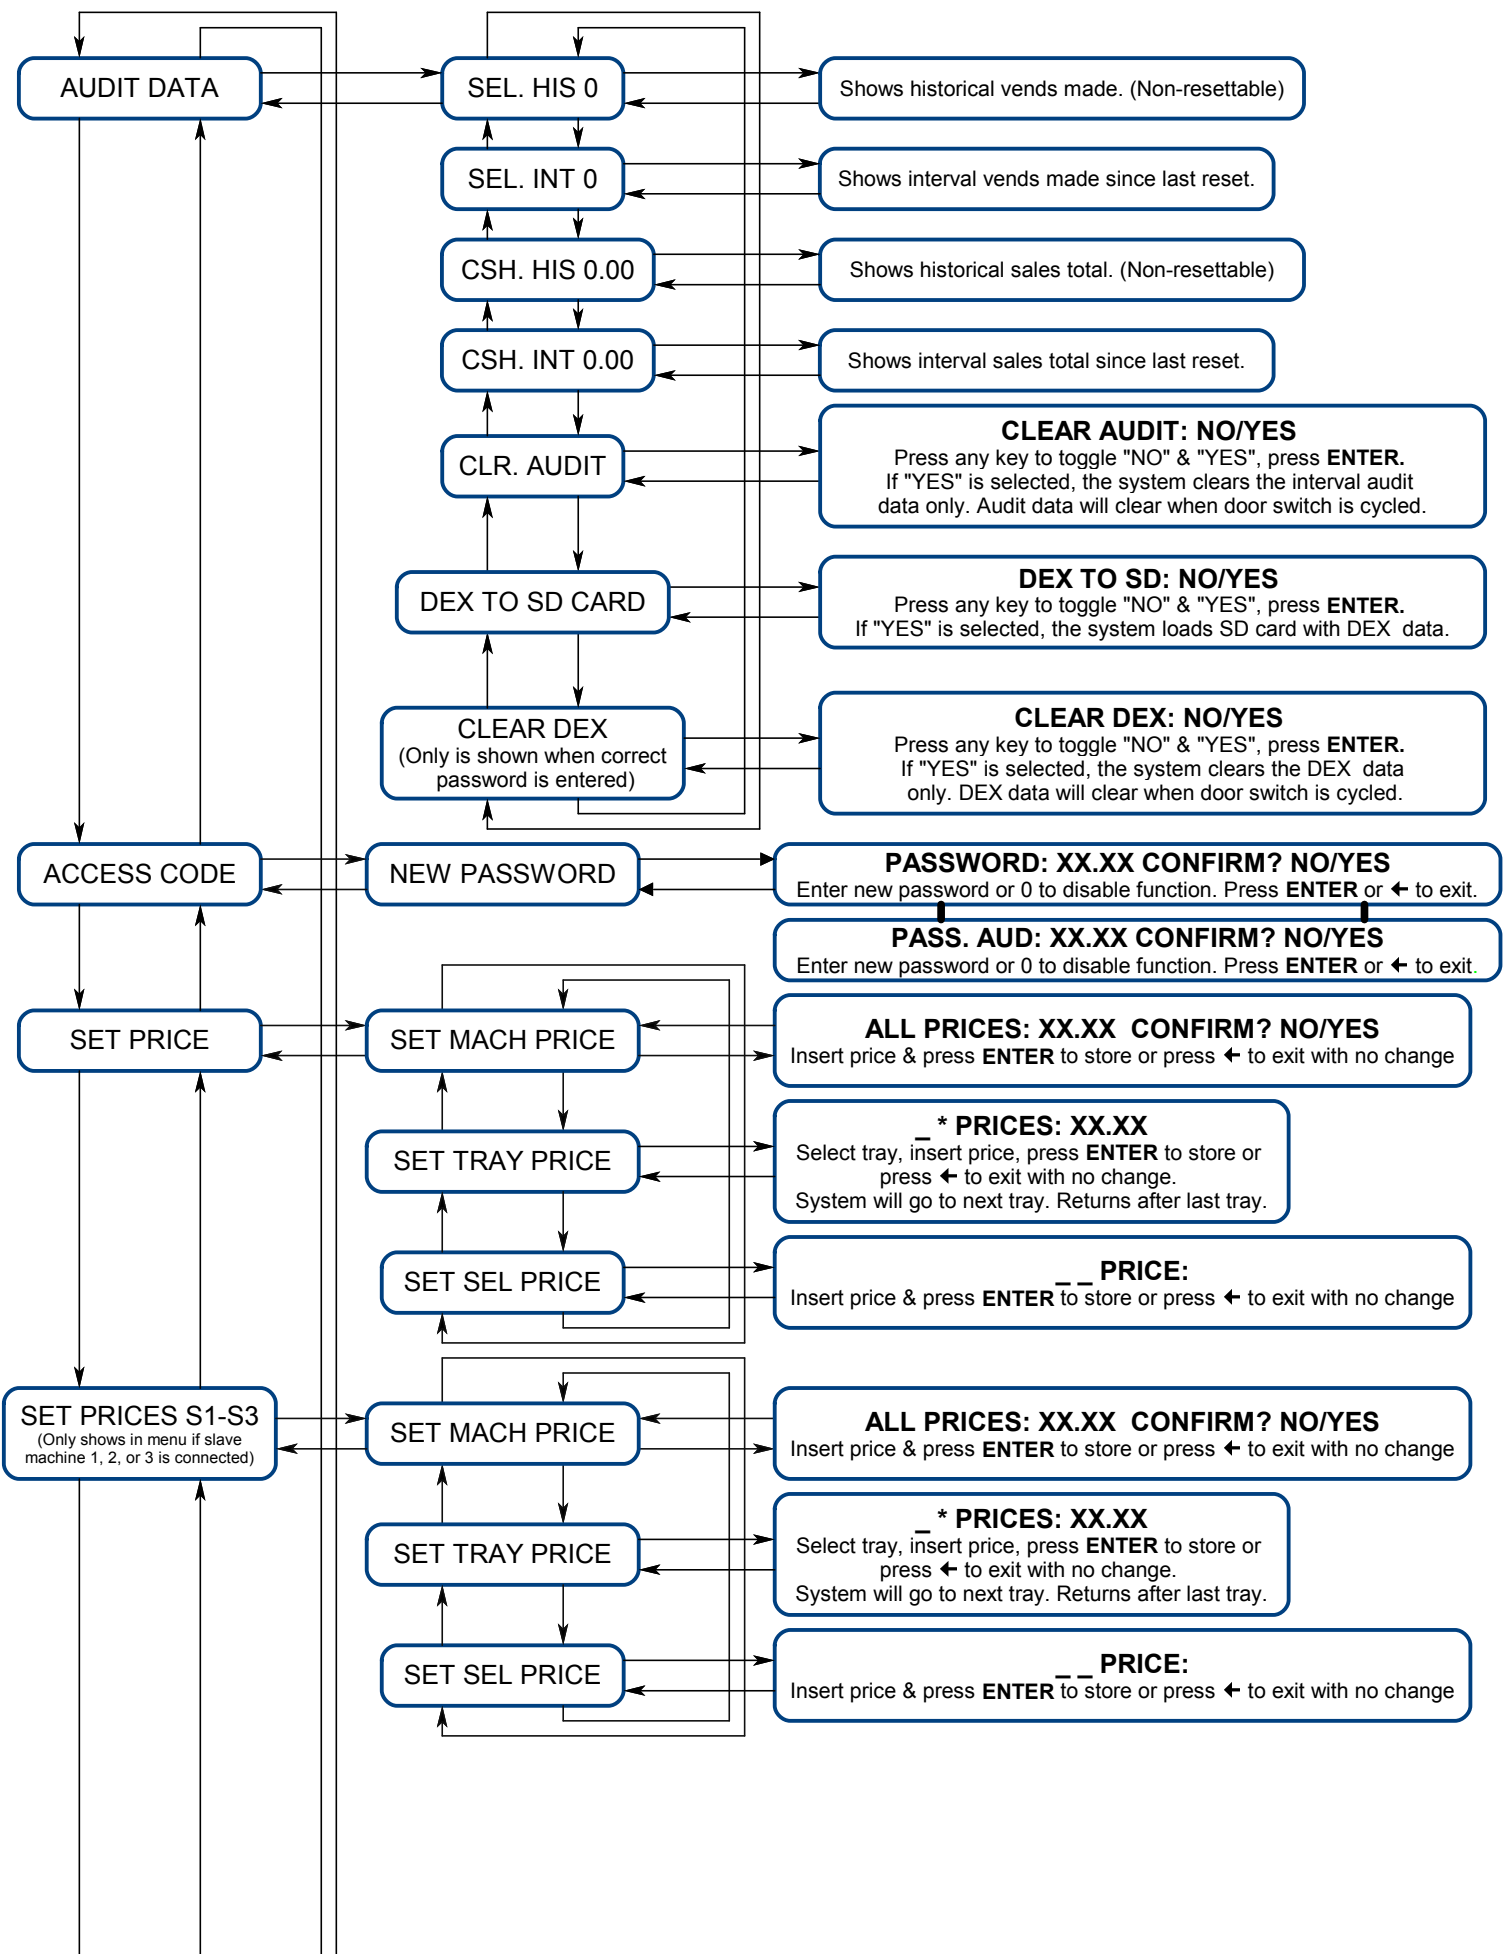 AUDIT DATA
SEL. HIS 0
Shows historical vends made. (Non-resettable)
SEL. INT 0
Shows interval vends made since last reset.
CSH. HIS 0.00
Shows historical sales total. (Non-resettable)
CSH. INT 0.00
Shows interval sales total since last reset.
CLR. AUDIT
CLEAR AUDIT: NO/YES
Press any key to toggle "NO" & "YES", press ENTER.
If "YES" is selected, the system clears the interval audit
data only. Audit data will clear when door switch is cycled.
DEX TO SD CARD
DEX TO SD: NO/YES
Press any key to toggle "NO" & "YES", press ENTER.
If "YES" is selected, the system loads SD card with DEX data.
CLEAR DEX
(Only is shown when correct
password is entered)
CLEAR DEX: NO/YES
Press any key to toggle "NO" & "YES", press ENTER.
If "YES" is selected, the system clears the DEX data
only. DEX data will clear when door switch is cycled.
ACCESS CODE
NEW PASSWORD
PASSWORD: XX.XX CONFIRM? NO/YES
Enter new password or 0 to disable function. Press ENTER or ← to exit.
PASS. AUD: XX.XX CONFIRM? NO/YES
Enter new password or 0 to disable function. Press ENTER or ← to exit.
SET PRICE
SET MACH PRICE
ALL PRICES: XX.XX CONFIRM? NO/YES
Insert price & press ENTER to store or press ← to exit with no change
SET TRAY PRICE
_ * PRICES: XX.XX
Select tray, insert price, press ENTER to store or
press ← to exit with no change.
System will go to next tray. Returns after last tray.
SET SEL PRICE
_ _ PRICE:
Insert price & press ENTER to store or press ← to exit with no change
SET PRICES S1-S3
(Only shows in menu if slave
machine 1, 2, or 3 is connected)
SET MACH PRICE
ALL PRICES: XX.XX CONFIRM? NO/YES
Insert price & press ENTER to store or press ← to exit with no change
SET TRAY PRICE
_ * PRICES: XX.XX
Select tray, insert price, press ENTER to store or
press ← to exit with no change.
System will go to next tray. Returns after last tray.
SET SEL PRICE
_ _ PRICE:
Insert price & press ENTER to store or press ← to exit with no change